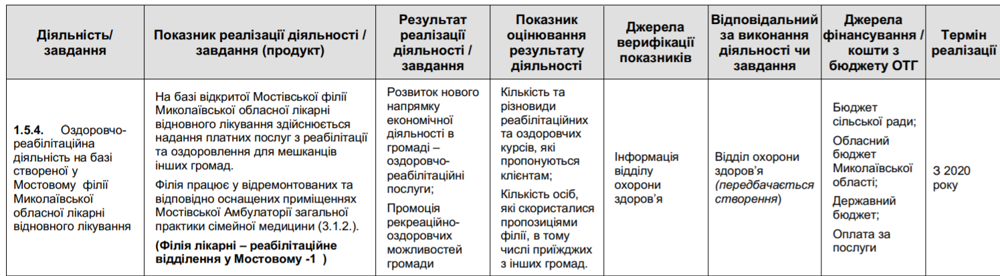 Діяльність/
завдання
Показник реалізації діяльності /
завдання (продукт)
Результат
реалізації
діяльності /
завдання
Показник
оцінювання
результату
діяльності
Джерела
верифікації
показників
Відповідальний
за виконання
діяльності чи
завдання
Джерела
фінансування /
кошти з
бюджету ОТГ
Термін
реалізації
1.5.4. Оздоровчо-
реабілітаційна
діяльність на базі
створеної у
Мостовому філії
Миколаївської
обласної лікарні
відновного лікування
На базі відкритої Мостівської філії
Миколаївської обласної лікарні
відновного лікування здійснюється
надання платних послуг з реабілітації
та оздоровлення для мешканців
інших громад.
Філія працює у відремонтованих та
відповідно оснащених приміщеннях
Мостівської Амбулаторії загальної
практики сімейної медицини (3.1.2.).
(Філія лікарні – реабілітаційне
відділення у Мостовому -1 )
Розвиток нового
напрямку
економічної
діяльності в
громаді –
оздоровчо-
реабілітаційні
послуги;
Промоція
рекреаційно-
оздоровчих
можливостей
громади
Кількість та
різновиди
реабілітаційних
та оздоровчих
курсів, які
пропонуються
клієнтам;
Кількість осіб,
які скористалися
пропозиціями
філії, в тому
числі приїжджих
з інших громад.
Інформація
відділу
охорони
здоров’я
Відділ охорони
здоров’я
(передбачається
створення)
Бюджет
сільської ради;
Обласний
бюджет
Миколаївської
області;
Державний
бюджет;
Оплата за
послуги
З 2020
року